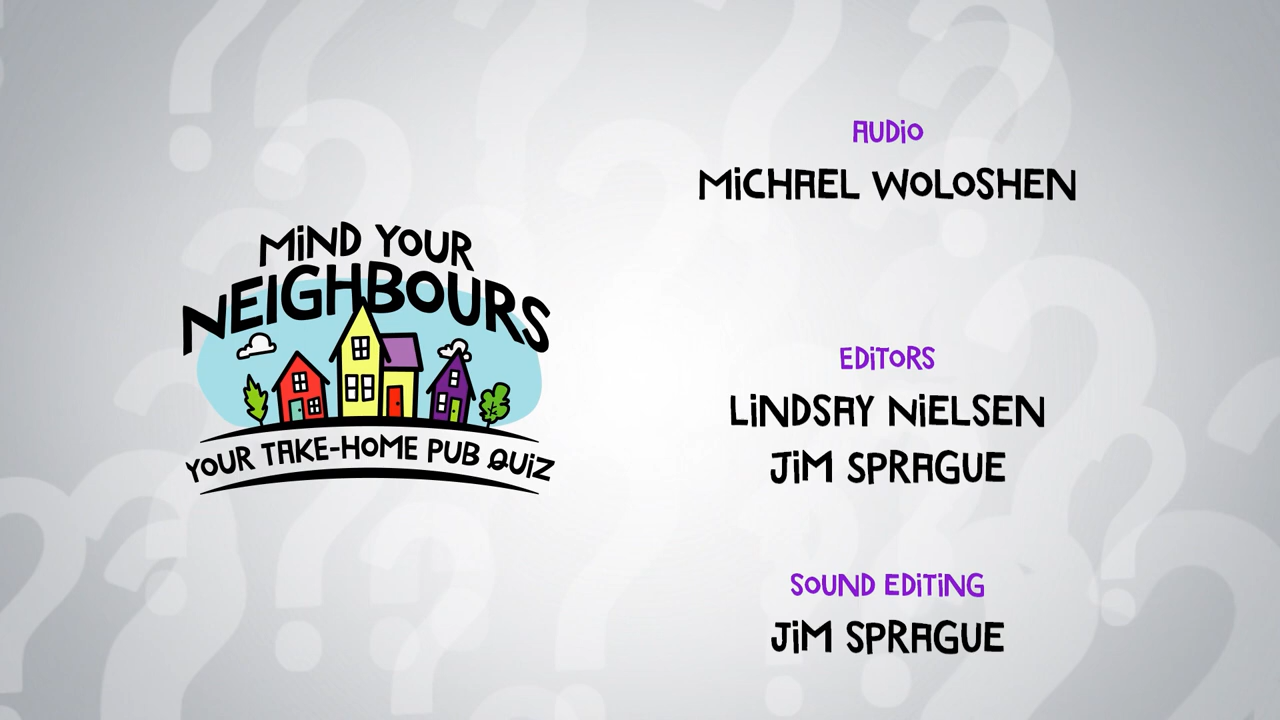 MIND YOUR
NEIGHBOURS
YOUR TAKE-HOME PUB QUIZ
AUDIO
MICHAEL WOLOSHEN
EDITORS
LINDSAY NIELSEN
JIM SPRAGUE
SOUND EDITING
JIM SPRAGUE